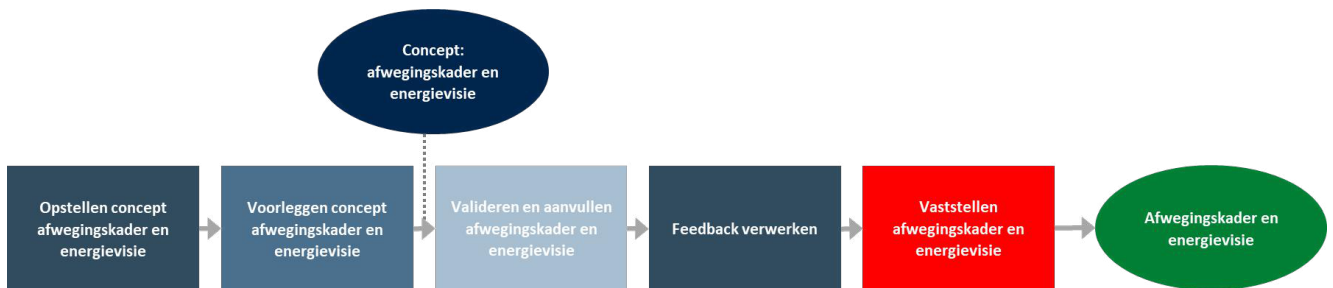 Concept:
afwegingskader en
energievisie
Opstellen concept
afwegingskader en
energievisie
Voorleggen concept
afwegingskader en
energievisie
Valideren en aanvullen
afwegingskader en
energievisie
Feedback verwerken
Vaststellen
afwegingskader en
energievisie
Afwegingskader en
energievisie